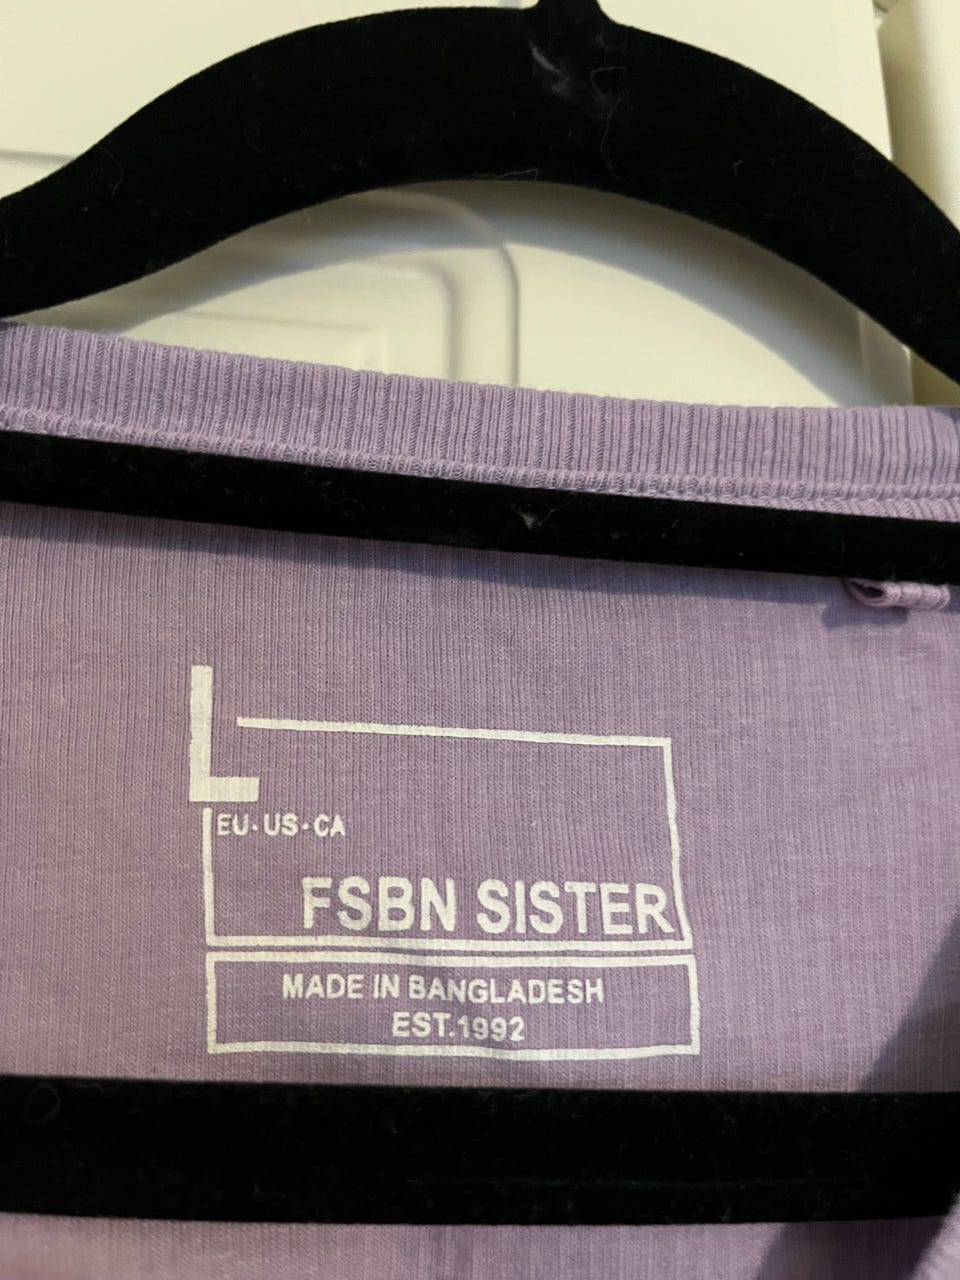 L
EU·US·CA
FSBN SISTER
MADE IN BANGLADESH
EST.1992